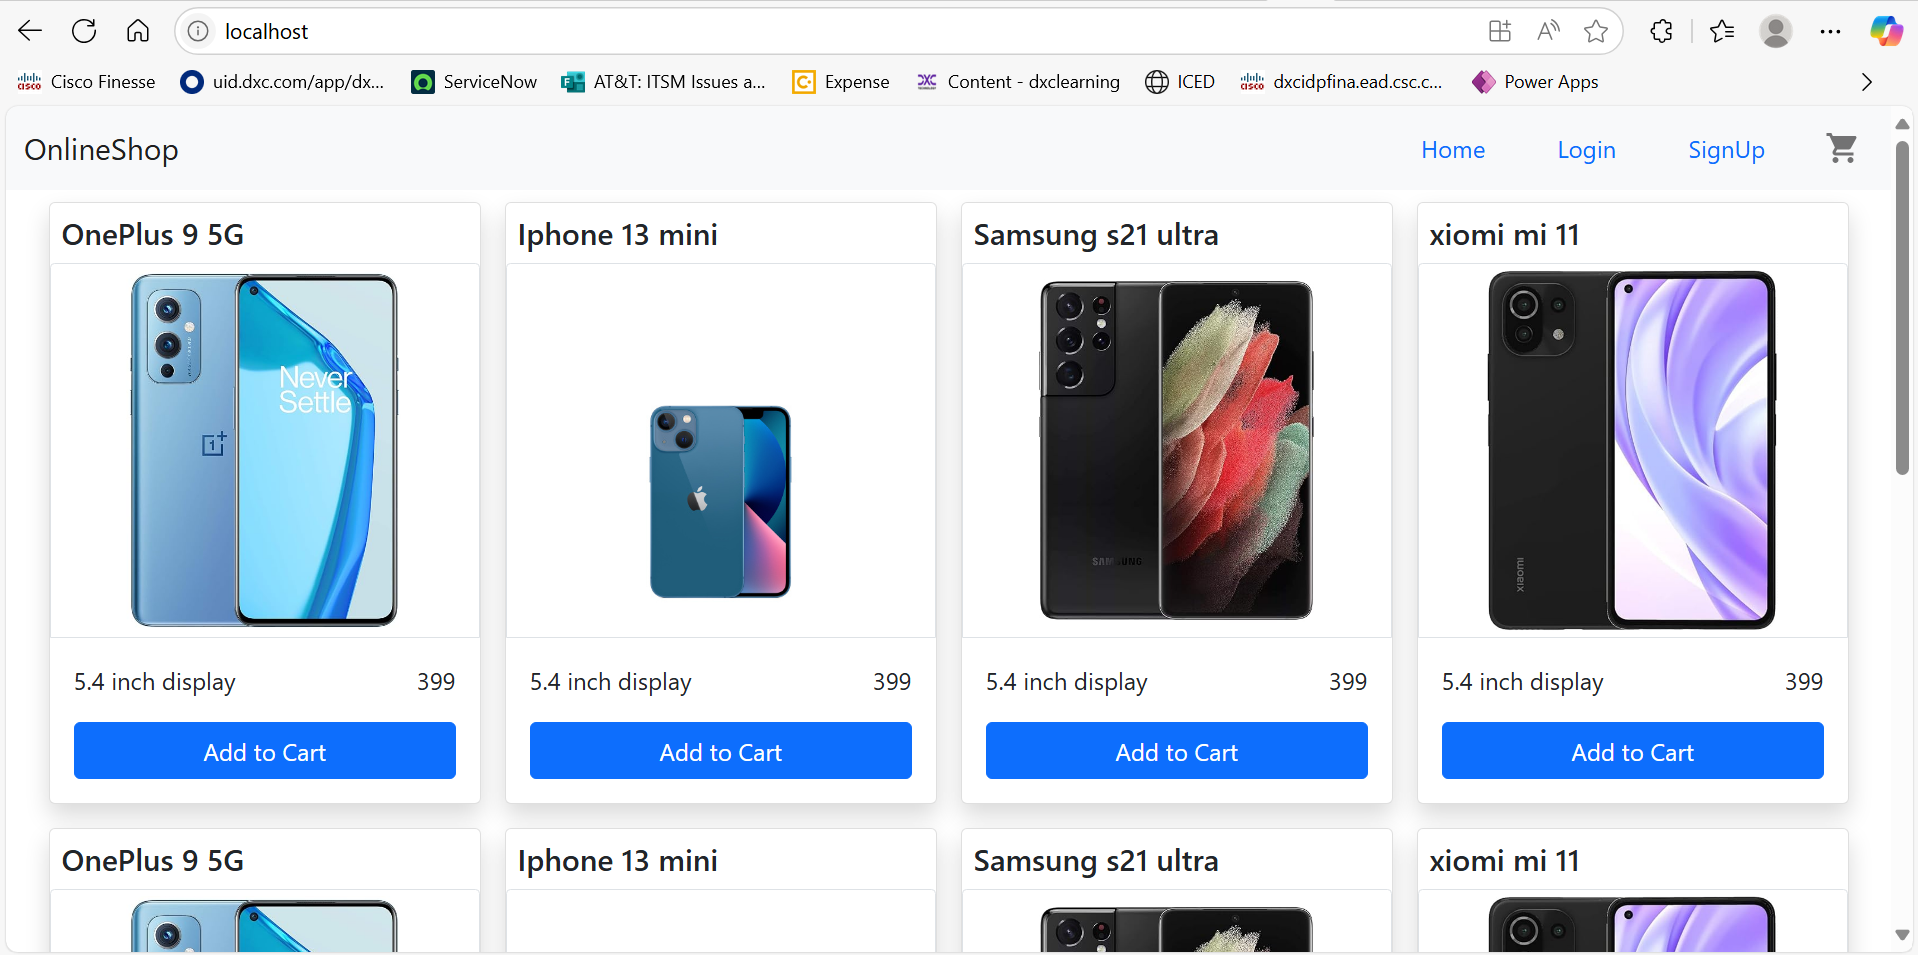 localhost
Cisco Finesse uid.dxc.com/app/dx... ServiceNow AT&T: ITSM Issues a... Expense Content - dxclearning ICED dxcidpfina.ead.csc.c... Power Apps
OnlineShop Home Login SignUp
OnePlus 9 5G Iphone 13 mini Samsung s21 ultra xiomi mi 11
Never
Settle
SAMSUNG
xiaomi
5.4 inch display 399 5.4 inch display 399 5.4 inch display 399 5.4 inch display 399
Add to Cart Add to Cart Add to Cart Add to Cart
OnePlus 9 5G Iphone 13 mini Samsung s21 ultra xiomi mi 11